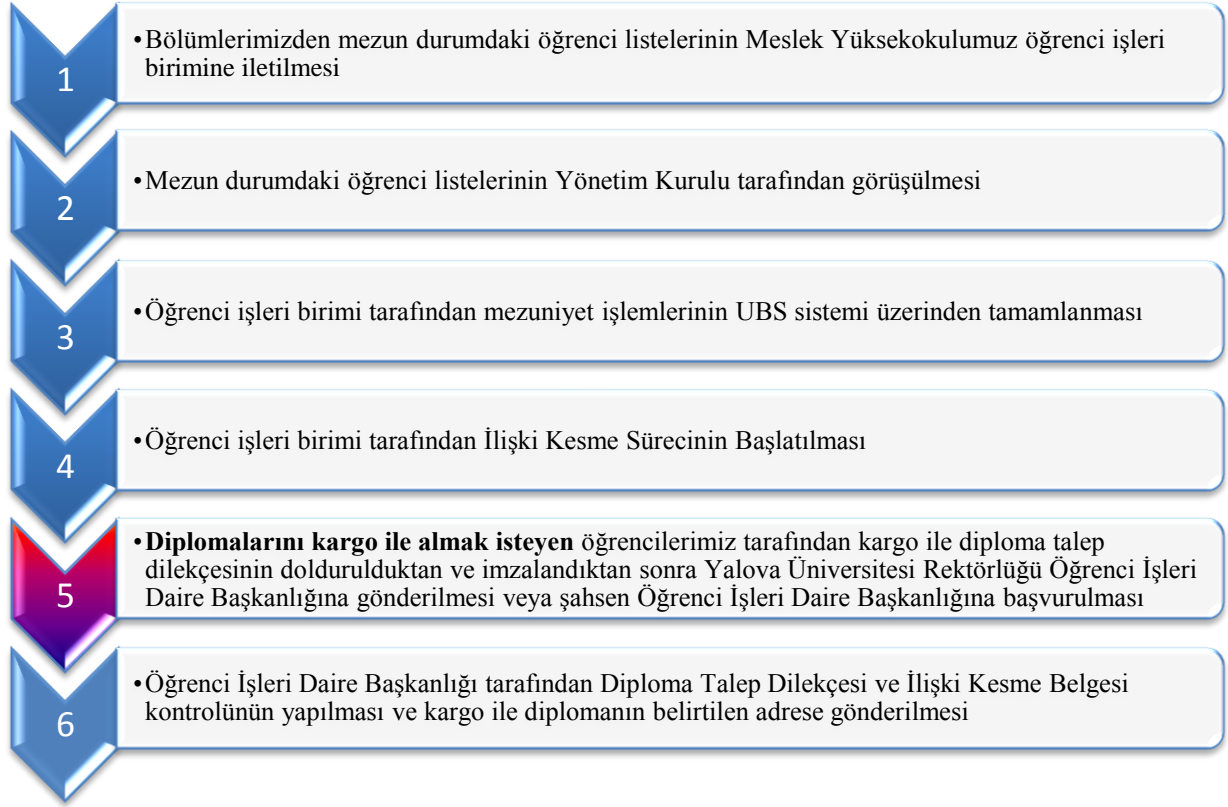 1
•Bölümlerimizden mezun durumdaki öğrenci listelerinin Meslek Yüksekokulumuz öğrenci işleri
birimine iletilmesi
2
•Mezun durumdaki öğrenci listelerinin Yönetim Kurulu tarafından görüşülmesi
3
•Öğrenci işleri birimi tarafından mezuniyet işlemlerinin UBS sistemi üzerinden tamamlanması
4
•Öğrenci işleri birimi tarafından İlişki Kesme Sürecinin Başlatılması
5
•Diplomalarını kargo ile almak isteyen öğrencilerimiz tarafından kargo ile diploma talep
dilekçesinin doldurulduktan ve imzalandıktan sonra Yalova Üniversitesi Rektörlüğü Öğrenci İşleri
Daire Başkanlığına gönderilmesi veya şahsen Öğrenci İşleri Daire Başkanlığına başvurulması
6
•Öğrenci İşleri Daire Başkanlığı tarafından Diploma Talep Dilekçesi ve İlişki Kesme Belgesi
kontrolünün yapılması ve kargo ile diplomanın belirtilen adrese gönderilmesi